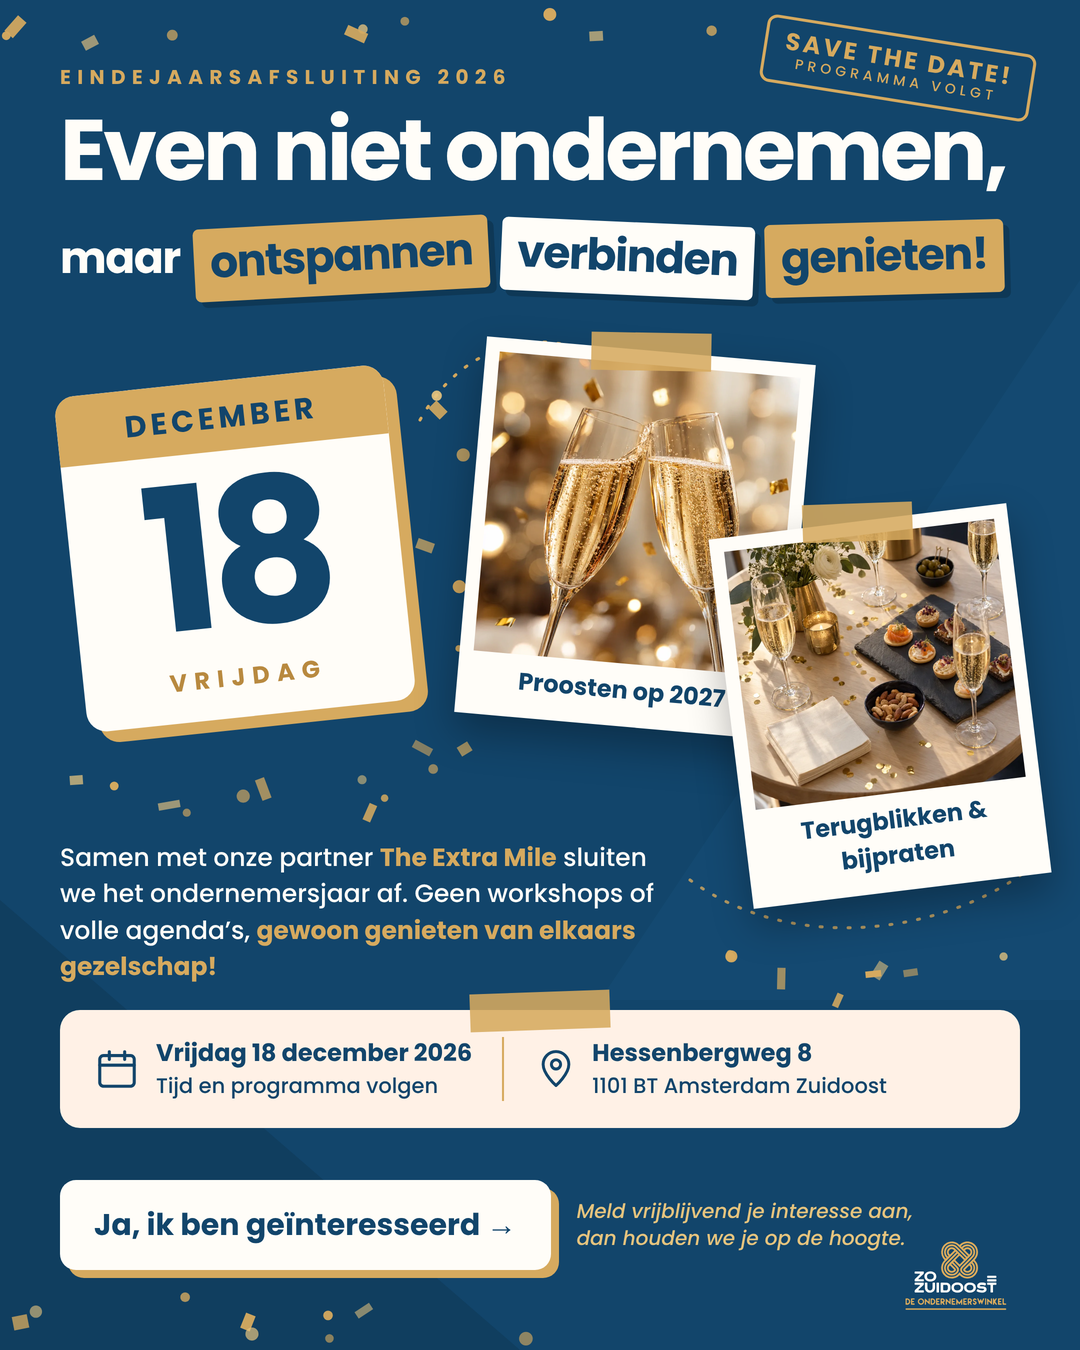 SAVE THE DATE!
PROGRAMMA VOLGT
EINDEJAARSAFSLUITING 2026
Even niet ondernemen,
maar ontspannen verbinden genieten!
DECEMBER
18
VRIJDAG
Proosten op 2027
Terugblikken &
bijpraten
Samen met onze partner The Extra Mile sluiten
we het ondernemersjaar af. Geen workshops of
volle agenda’s, gewoon genieten van elkaars
gezelschap!
Vrijdag 18 december 2026
Tijd en programma volgen
Hessenbergweg 8
1101 BT Amsterdam Zuidoost
Ja, ik ben geïnteresseerd →
Meld vrijblijvend je interesse aan,
dan houden we je op de hoogte.
ZO
ZUIDOOST
DE ONDERNEMERSWINKEL